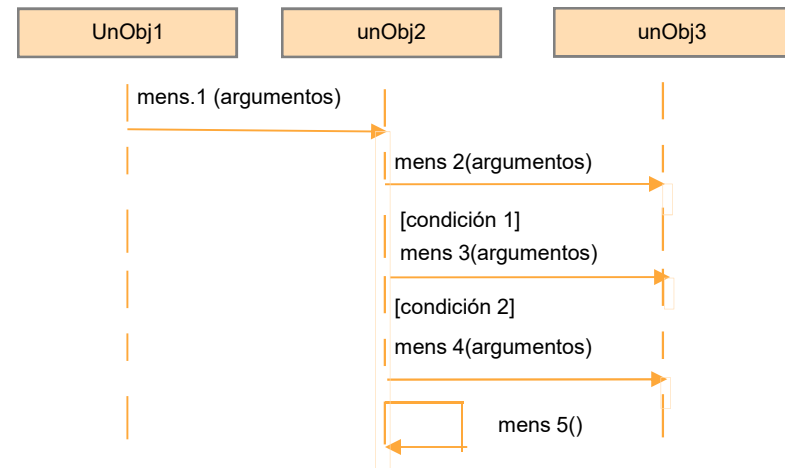 UnObj1
unObj2
unObj3
mens.1 (argumentos)
mens 2(argumentos)
[condición 1]
mens 3(argumentos)
[condición 2]
mens 4(argumentos)
mens 5()